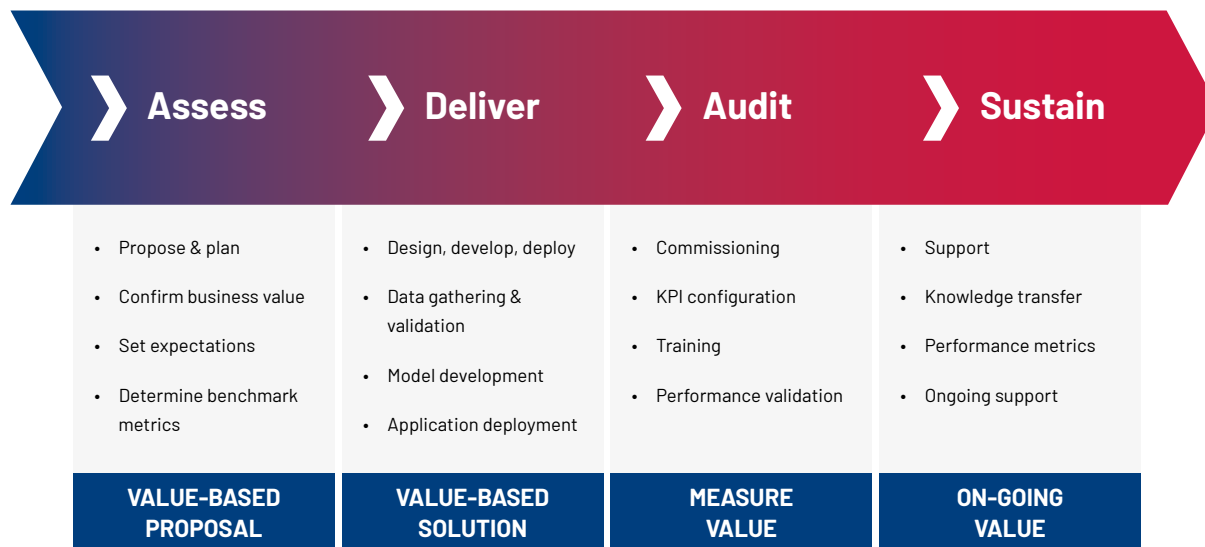 Assess
Deliver
Audit
Sustain
• Propose & plan
• Confirm business value
• Set expectations
• Determine benchmark
metrics
VALUE-BASED
PROPOSAL
• Design, develop, deploy
• Data gathering &
validation
• Model development
• Application deployment
VALUE-BASED
SOLUTION
• Commissioning
• KPI configuration
• Training
• Performance validation
MEASURE
VALUE
• Support
• Knowledge transfer
• Performance metrics
• Ongoing support
ON-GOING
VALUE